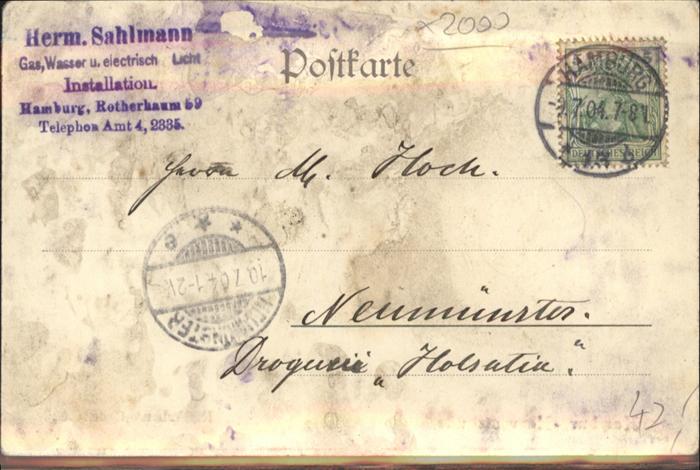 Herm. Sahlmann
Gas, Wasser u. electrisch Licht
Installation.
Hamburg, Rotherbaum 59
Telephon Amt 4, 2335.
×2000
Postkarte
HAMBURG
7.04.7-8
DEUTSCHES REICH
Herrn M. Hoch.
10.7.04.1-2
NEUMÜNSTER
Neumünster.
Droguerie „Holsatia".
42,